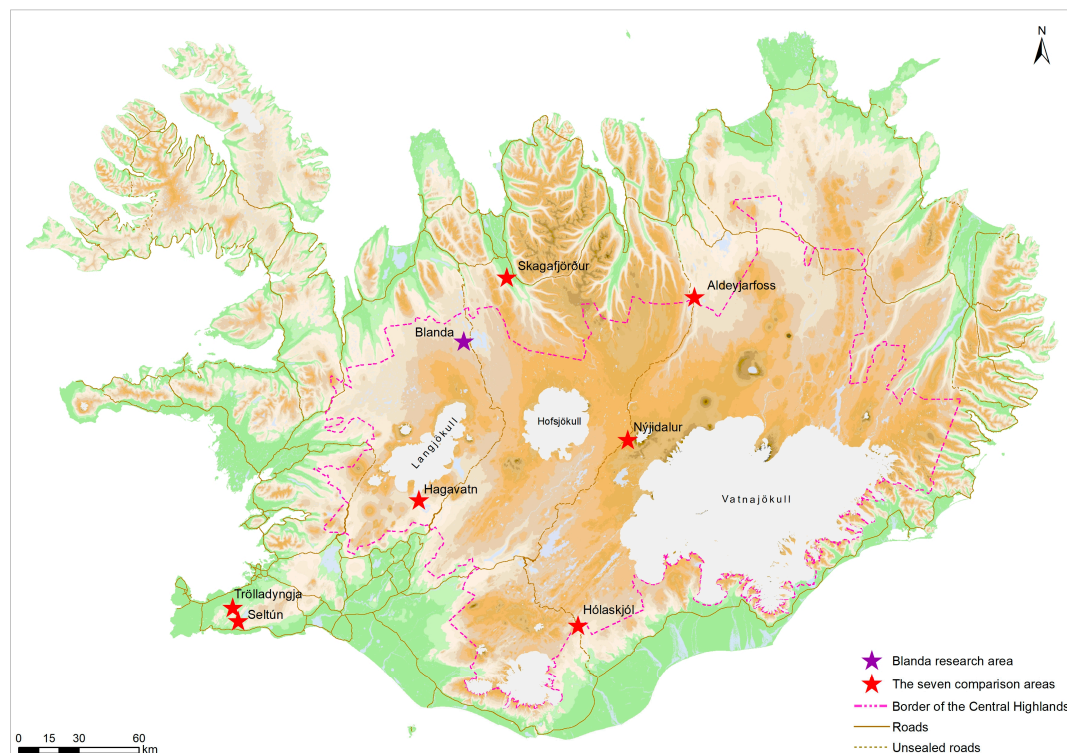 N
Skagafjörður
Aldeyjarfoss
Blanda
Hofsjökull
Langjökull
Nýjidalur
Hagavatn
Vatnajökull
Trölladyngja
Seltún
Hólaskjól
Blanda research area
The seven comparison areas
Border of the Central Highlands
Roads
Unsealed roads
0 15 30 60
km